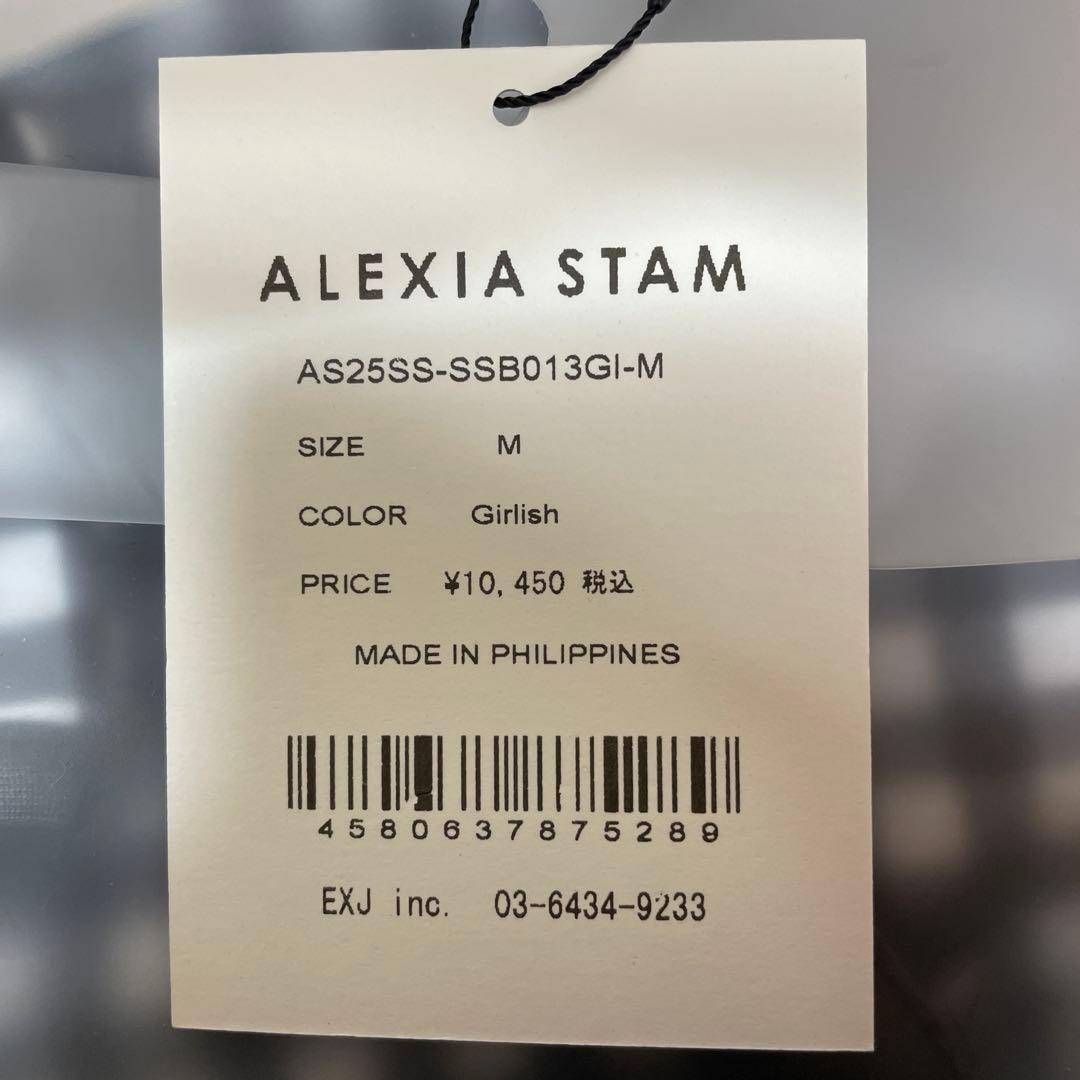 ALEXIA STAM
AS25SS-SSB013GI-M
SIZE M
COLOR Girlish
PRICE ¥10,450 税込
MADE IN PHILIPPINES
4580637875289
EXJ inc. 03-6434-9233